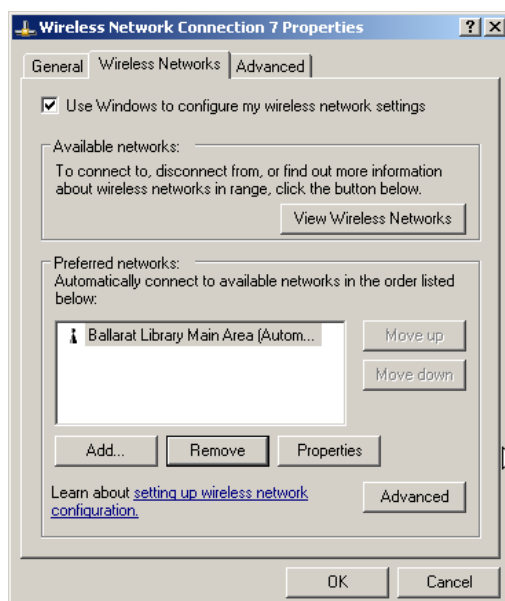 Wireless Network Connection 7 Properties
General Wireless Networks Advanced
Use Windows to configure my wireless network settings
Available networks:
To connect to, disconnect from, or find out more information
about wireless networks in range, click the button below.
View Wireless Networks
Preferred networks:
Automatically connect to available networks in the order listed
below:
Ballarat Library Main Area (Autom...
Move up
Move down
Add... Remove Properties
Learn about setting up wireless network
configuration.
Advanced
OK Cancel